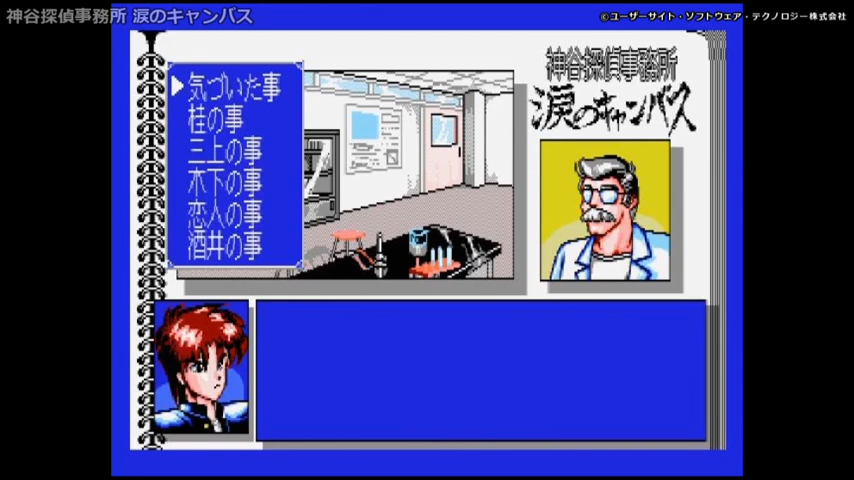 神谷探偵事務所 涙のキャンバス
©ユーザーサイト・ソフトウェア・テクノロジー株式会社
神谷探偵事務所
涙のキャンバス
▶気づいた事
桂の事
三上の事
木下の事
恋人の事
酒井の事